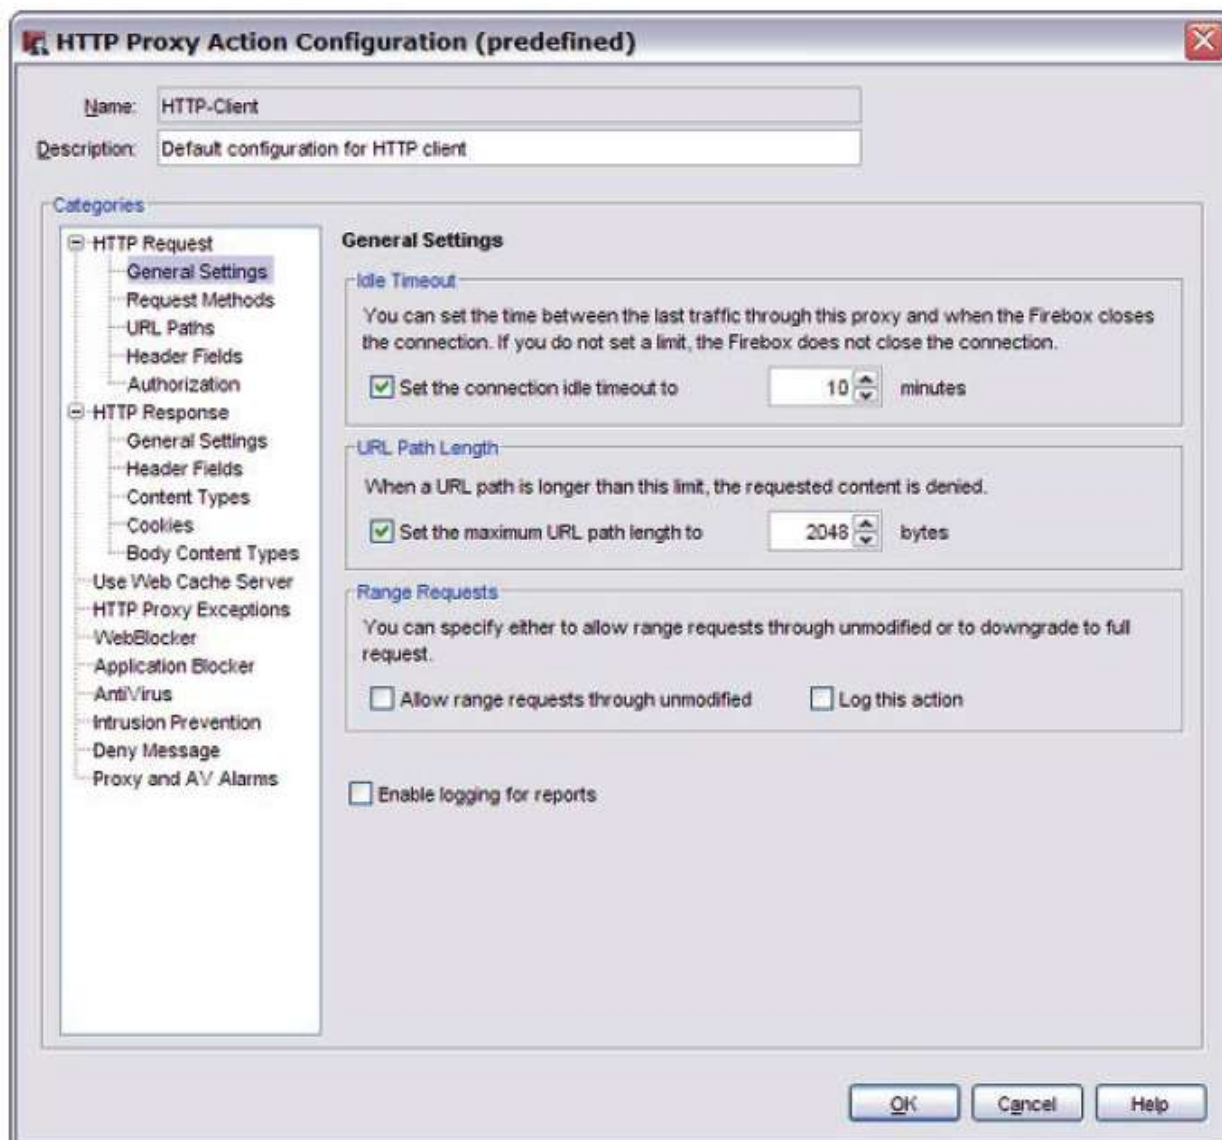 HTTP Proxy Action Configuration (predefined)
Name: HTTP-Client
Description: Default configuration for HTTP client
Categories
HTTP Request
General Settings
Request Methods
URL Paths
Header Fields
Authorization
HTTP Response
General Settings
Header Fields
Content Types
Cookies
Body Content Types
Use Web Cache Server
HTTP Proxy Exceptions
WebBlocker
Application Blocker
AntiVirus
Intrusion Prevention
Deny Message
Proxy and AV Alarms
General Settings
Idle Timeout
You can set the time between the last traffic through this proxy and when the Firebox closes
the connection. If you do not set a limit, the Firebox does not close the connection.
Set the connection idle timeout to 10 minutes
URL Path Length
When a URL path is longer than this limit, the requested content is denied.
Set the maximum URL path length to 2048 bytes
Range Requests
You can specify either to allow range requests through unmodified or to downgrade to full
request.
Allow range requests through unmodified Log this action
Enable logging for reports
OK Cancel Help